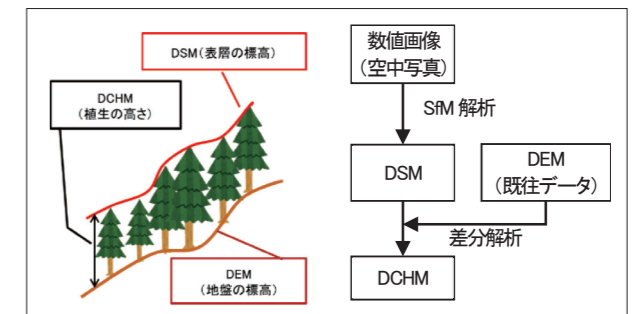 DSM(表層の標高)
DCHM
(植生の高さ)
DEM
(地盤の標高)
数値画像
(空中写真)
SfM 解析
DSM
DEM
(既往データ)
差分解析
DCHM